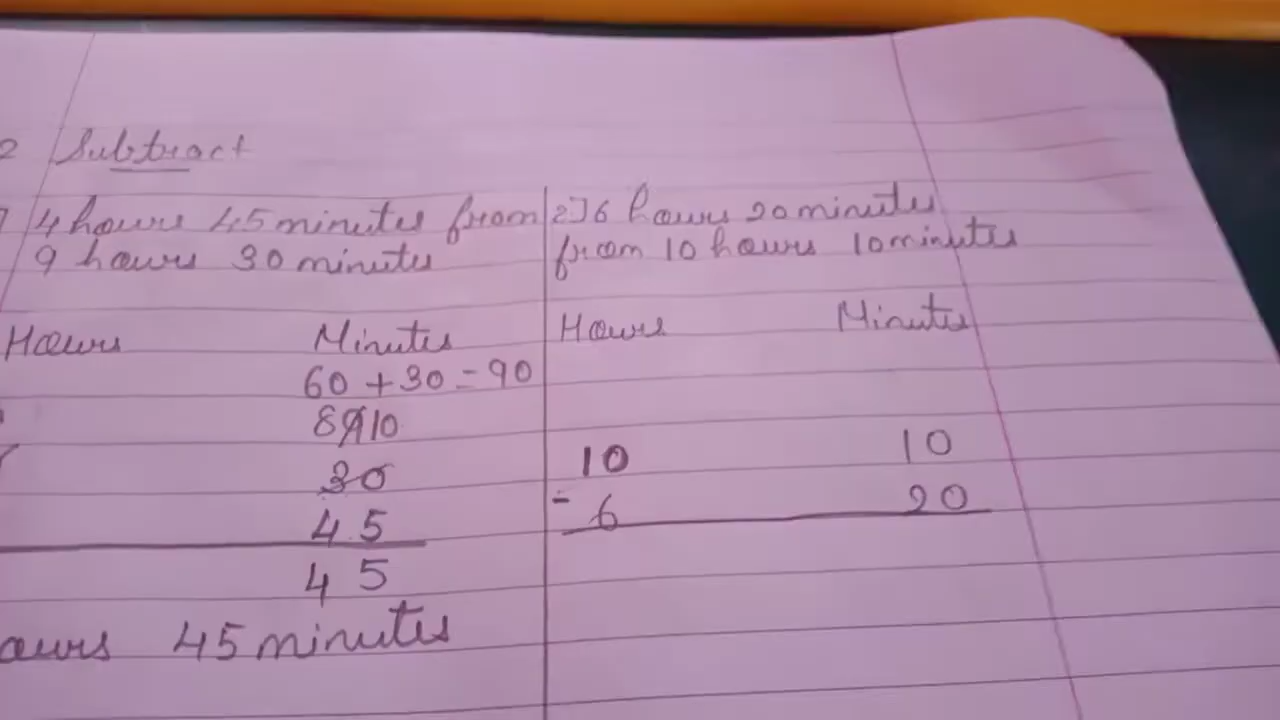 2 Subtract
4 hours 45 minutes from
9 hours 30 minutes
Hours Minutes
60 + 30 = 90
8 9 10
30
45
45
45 minutes
2] 6 hours 20 minutes
from 10 hours 10 minutes
Hours Minutes
10 10
- 6 20